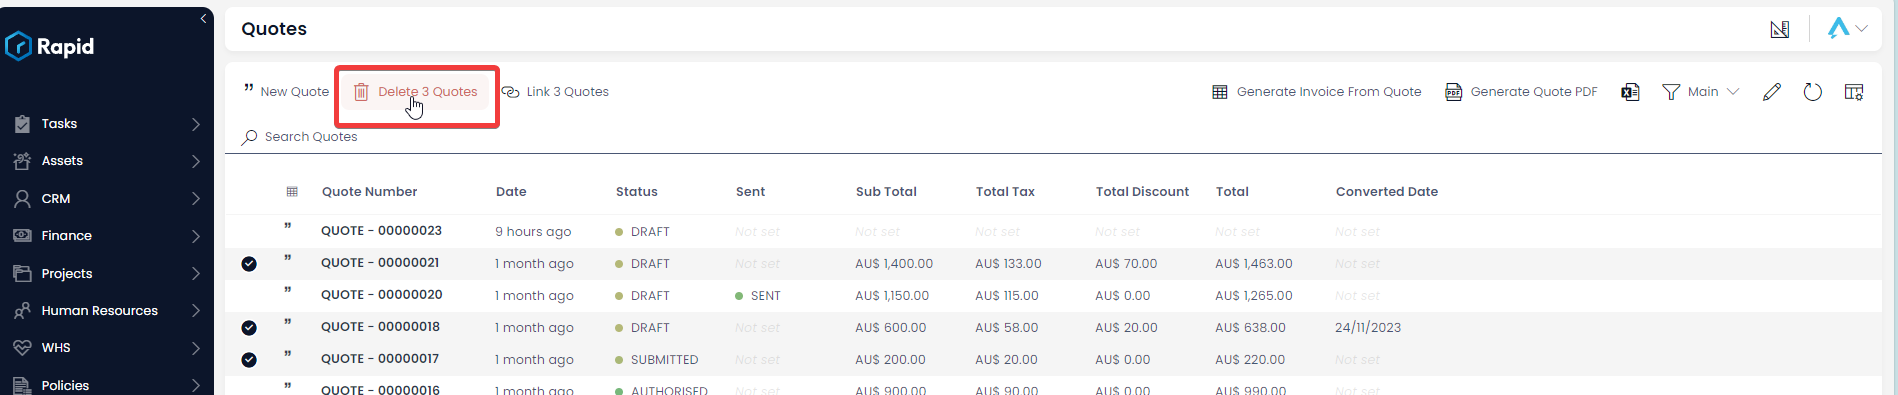 Rapid
Tasks
Assets
CRM
Finance
Projects
Human Resources
WHS
Policies
Quotes
New Quote Delete 3 Quotes Link 3 Quotes Generate Invoice From Quote PDF Generate Quote PDF X Main
Search Quotes
Quote Number Date Status Sent Sub Total Total Tax Total Discount Total Converted Date
QUOTE - 00000023 9 hours ago DRAFT Not set Not set Not set Not set Not set Not set
QUOTE - 00000021 1 month ago DRAFT Not set AU$ 1,400.00 AU$ 133.00 AU$ 70.00 AU$ 1,463.00 Not set
QUOTE - 00000020 1 month ago DRAFT SENT AU$ 1,150.00 AU$ 115.00 AU$ 0.00 AU$ 1,265.00 Not set
QUOTE - 00000018 1 month ago DRAFT Not set AU$ 600.00 AU$ 58.00 AU$ 20.00 AU$ 638.00 24/11/2023
QUOTE - 00000017 1 month ago SUBMITTED Not set AU$ 200.00 AU$ 20.00 AU$ 0.00 AU$ 220.00 Not set
QUOTE - 00000016 1 month ago AUTHORISED Not set AU$ 900.00 AU$ 90.00 AU$ 0.00 AU$ 990.00 Not set